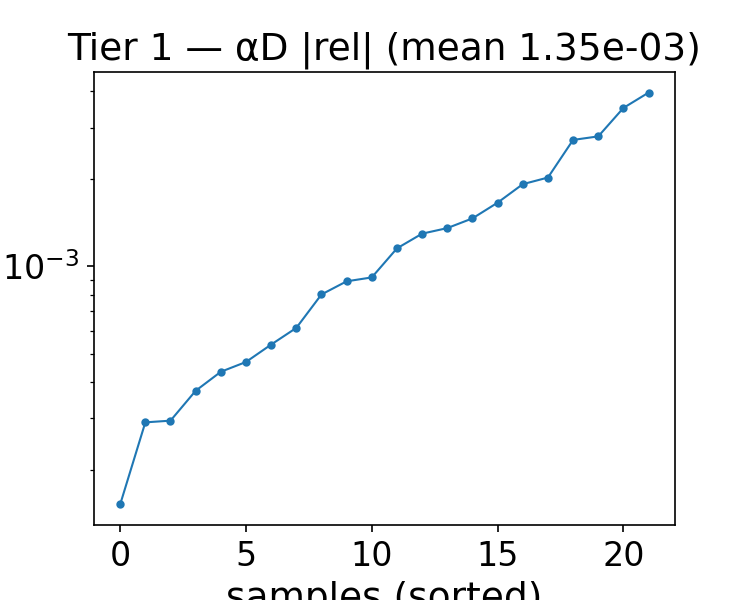 Tier 1 — αD |rel| (mean 1.35e-03)
10⁻³
0 5 10 15 20
samples (sorted)